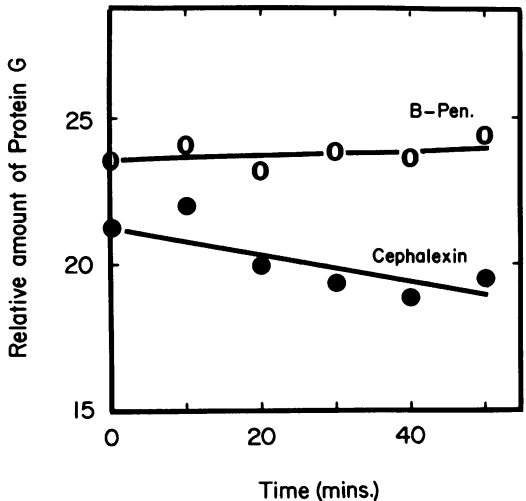 Relative amount of Protein G
25
20
15
B-Pen.
Cephalexin
0
20
40
Time (mins.)